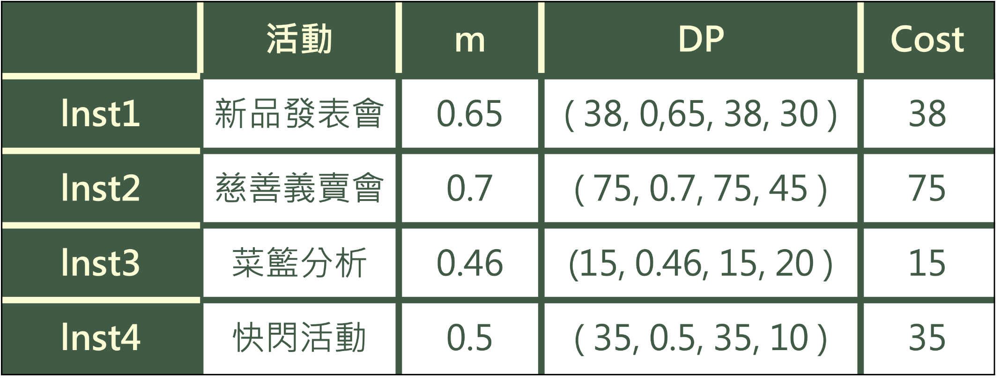 活動 m DP Cost
Inst1 新品發表會 0.65 ( 38, 0,65, 38, 30 ) 38
Inst2 慈善義賣會 0.7 ( 75, 0.7, 75, 45 ) 75
Inst3 菜籃分析 0.46 (15, 0.46, 15, 20 ) 15
Inst4 快閃活動 0.5 ( 35, 0.5, 35, 10 ) 35